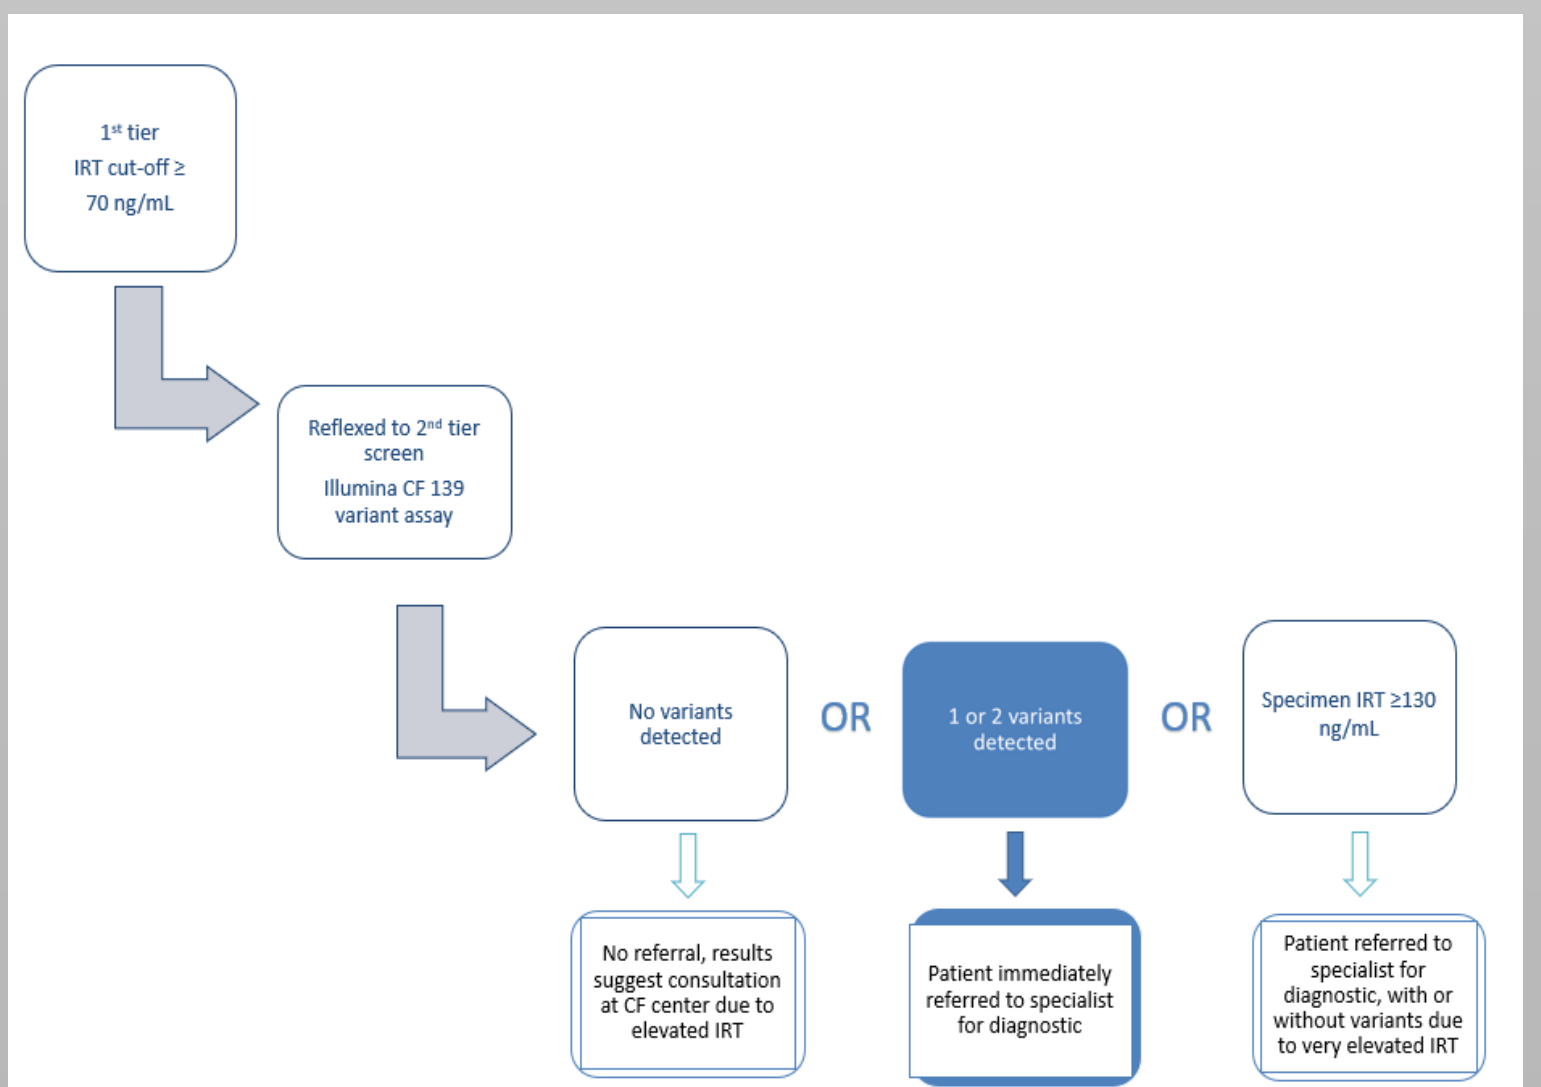 1st tier
IRT cut-off ≥
70 ng/mL
Reflexed to 2nd tier
screen
Illumina CF 139
variant assay
No variants
detected
OR
1 or 2 variants
detected
OR
Specimen IRT ≥130
ng/mL
No referral, results
suggest consultation
at CF center due to
elevated IRT
Patient immediately
referred to specialist
for diagnostic
Patient referred to
specialist for
diagnostic, with or
without variants due
to very elevated IRT